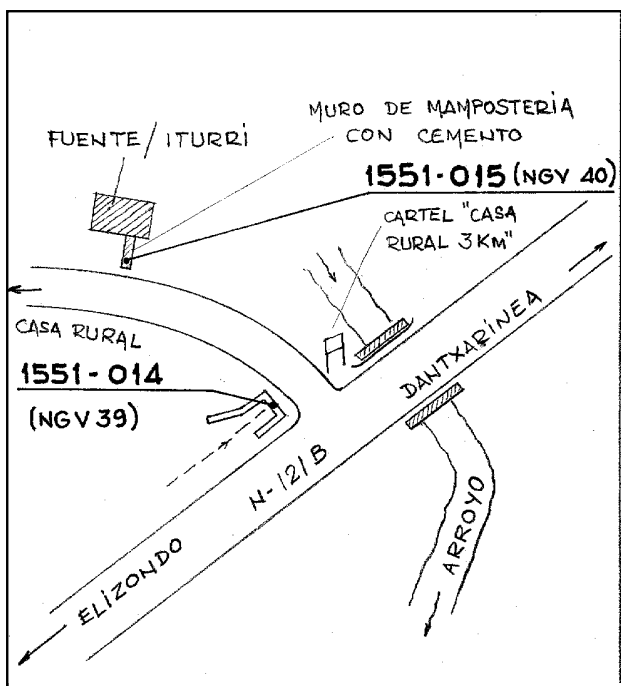 MURO DE MAMPOSTERIA
CON CEMENTO
FUENTE / ITURRI
1551-015 (NGV 40)
CARTEL "CASA
RURAL 3 KM"
DANTXARINEA
CASA RURAL
1551-014
(NGV 39)
N-121 B
ELIZONDO
ARROYO